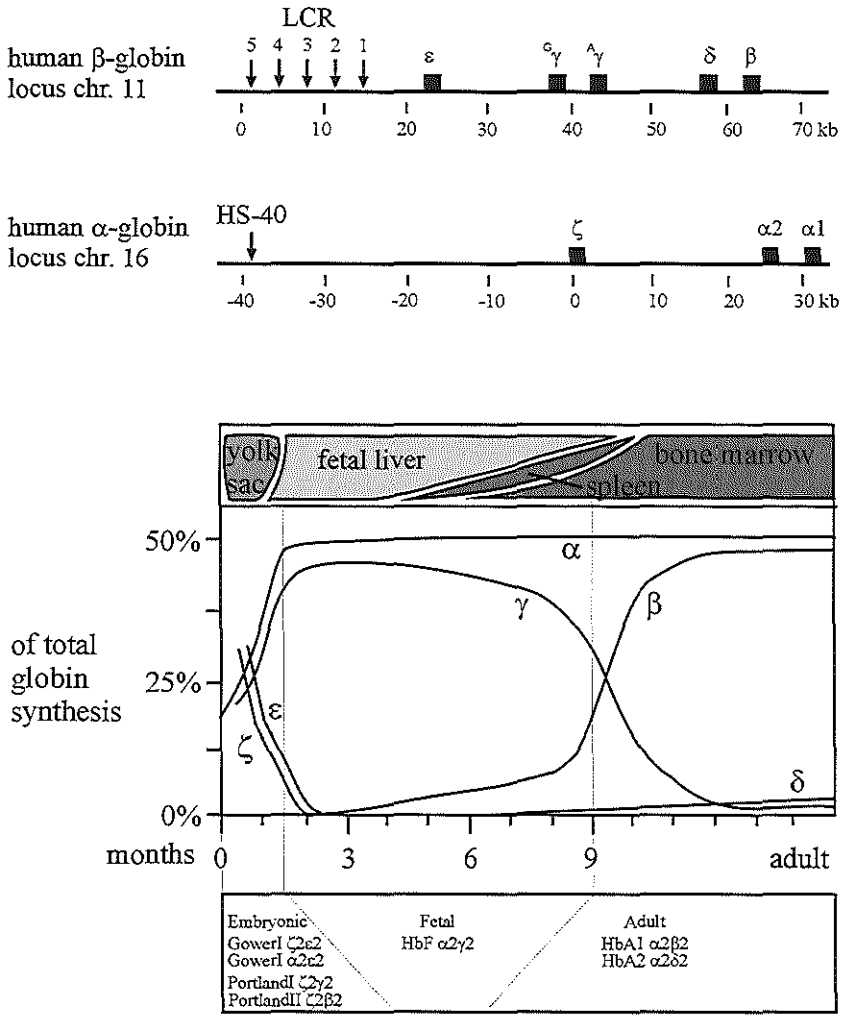 LCR
human β-globin
locus chr. 11
5 4 3 2 1
ε Gγ Aγ δ β
0 10 20 30 40 50 60 70 kb
human α-globin
locus chr. 16
HS-40
ζ α2 α1
-40 -30 -20 -10 0 10 20 30 kb
yolk
sac
fetal liver
spleen
bone marrow
50%
25%
0%
of total
globin
synthesis
α
γ
β
ε
ζ
δ
months 0 3 6 9 adult
Embryonic
GowerI ζ2ε2
GowerI α2ε2
PortlandI ζ2γ2
PortlandII ζ2β2
Fetal
HbF α2γ2
Adult
HbA1 α2β2
HbA2 α2δ2